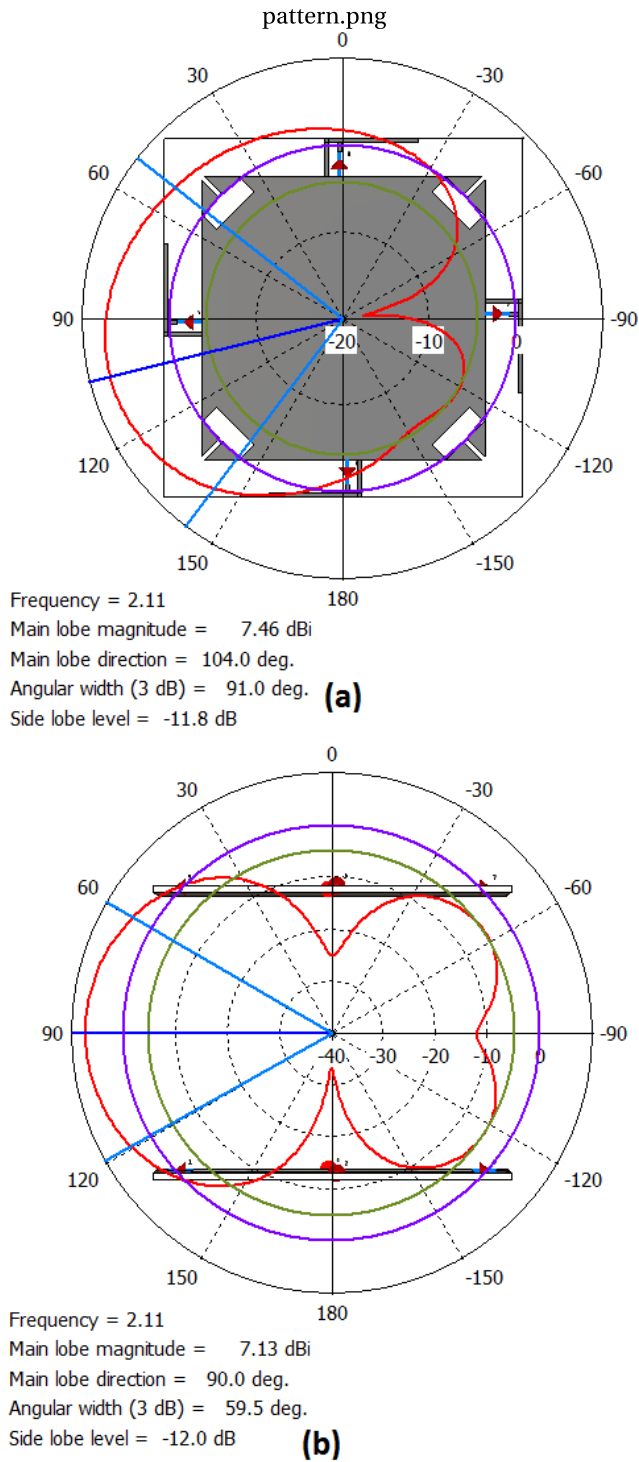 pattern.png
0
30
-30
60
-60
90
-20
-10
0
-90
120
-120
150
-150
180
Frequency = 2.11
Main lobe magnitude = 7.46 dBi
Main lobe direction = 104.0 deg.
Angular width (3 dB) = 91.0 deg.
(a)
Side lobe level = -11.8 dB
0
30
-30
60
-60
90
-40
-30
-20
-10
0
-90
120
-120
150
-150
180
Frequency = 2.11
Main lobe magnitude = 7.13 dBi
Main lobe direction = 90.0 deg.
Angular width (3 dB) = 59.5 deg.
Side lobe level = -12.0 dB
(b)